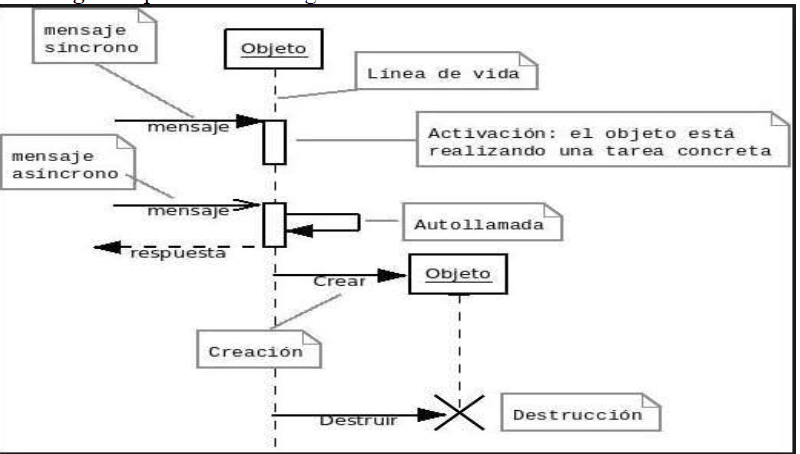 mensaje
síncrono
Objeto
Línea de vida
mensaje
Activación: el objeto está
realizando una tarea concreta
mensaje
asíncrono
mensaje
Autollamada
respuesta
Objeto
Crear
Creación
Destruir
Destrucción